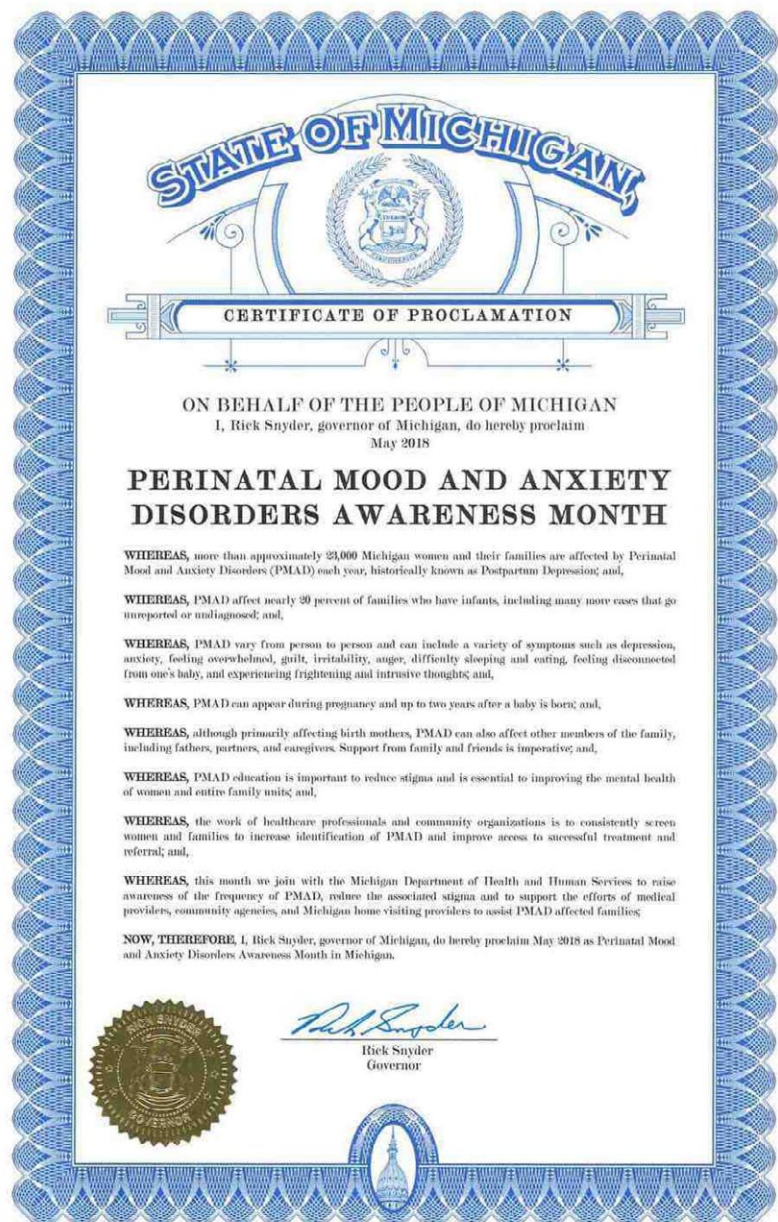 STATE OF MICHIGAN,
TUEBOR
CERTIFICATE OF PROCLAMATION
ON BEHALF OF THE PEOPLE OF MICHIGAN
I, Rick Snyder, governor of Michigan, do hereby proclaim
May 2018
PERINATAL MOOD AND ANXIETY
DISORDERS AWARENESS MONTH
WHEREAS, more than approximately 23,000 Michigan women and their families are affected by Perinatal
Mood and Anxiety Disorders (PMAD) each year, historically known as Postpartum Depression; and,
WHEREAS, PMAD affect nearly 20 percent of families who have infants, including many more cases that go
unreported or undiagnosed; and,
WHEREAS, PMAD vary from person to person and can include a variety of symptoms such as depression,
anxiety, feeling overwhelmed, guilt, irritability, anger, difficulty sleeping and eating, feeling disconnected
from one's baby, and experiencing frightening and intrusive thoughts; and,
WHEREAS, PMAD can appear during pregnancy and up to two years after a baby is born; and,
WHEREAS, although primarily affecting birth mothers, PMAD can also affect other members of the family,
including fathers, partners, and caregivers. Support from family and friends is imperative; and,
WHEREAS, PMAD education is important to reduce stigma and is essential to improving the mental health
of women and entire family units; and,
WHEREAS, the work of healthcare professionals and community organizations is to consistently screen
women and families to increase identification of PMAD and improve access to successful treatment and
referral; and,
WHEREAS, this month we join with the Michigan Department of Health and Human Services to raise
awareness of the frequency of PMAD, reduce the associated stigma and to support the efforts of medical
providers, community agencies, and Michigan home visiting providers to assist PMAD affected families;
NOW, THEREFORE, I, Rick Snyder, governor of Michigan, do hereby proclaim May 2018 as Perinatal Mood
and Anxiety Disorders Awareness Month in Michigan.
Rick Snyder
Rick Snyder
Governor
RICK SNYDER
GOVERNOR